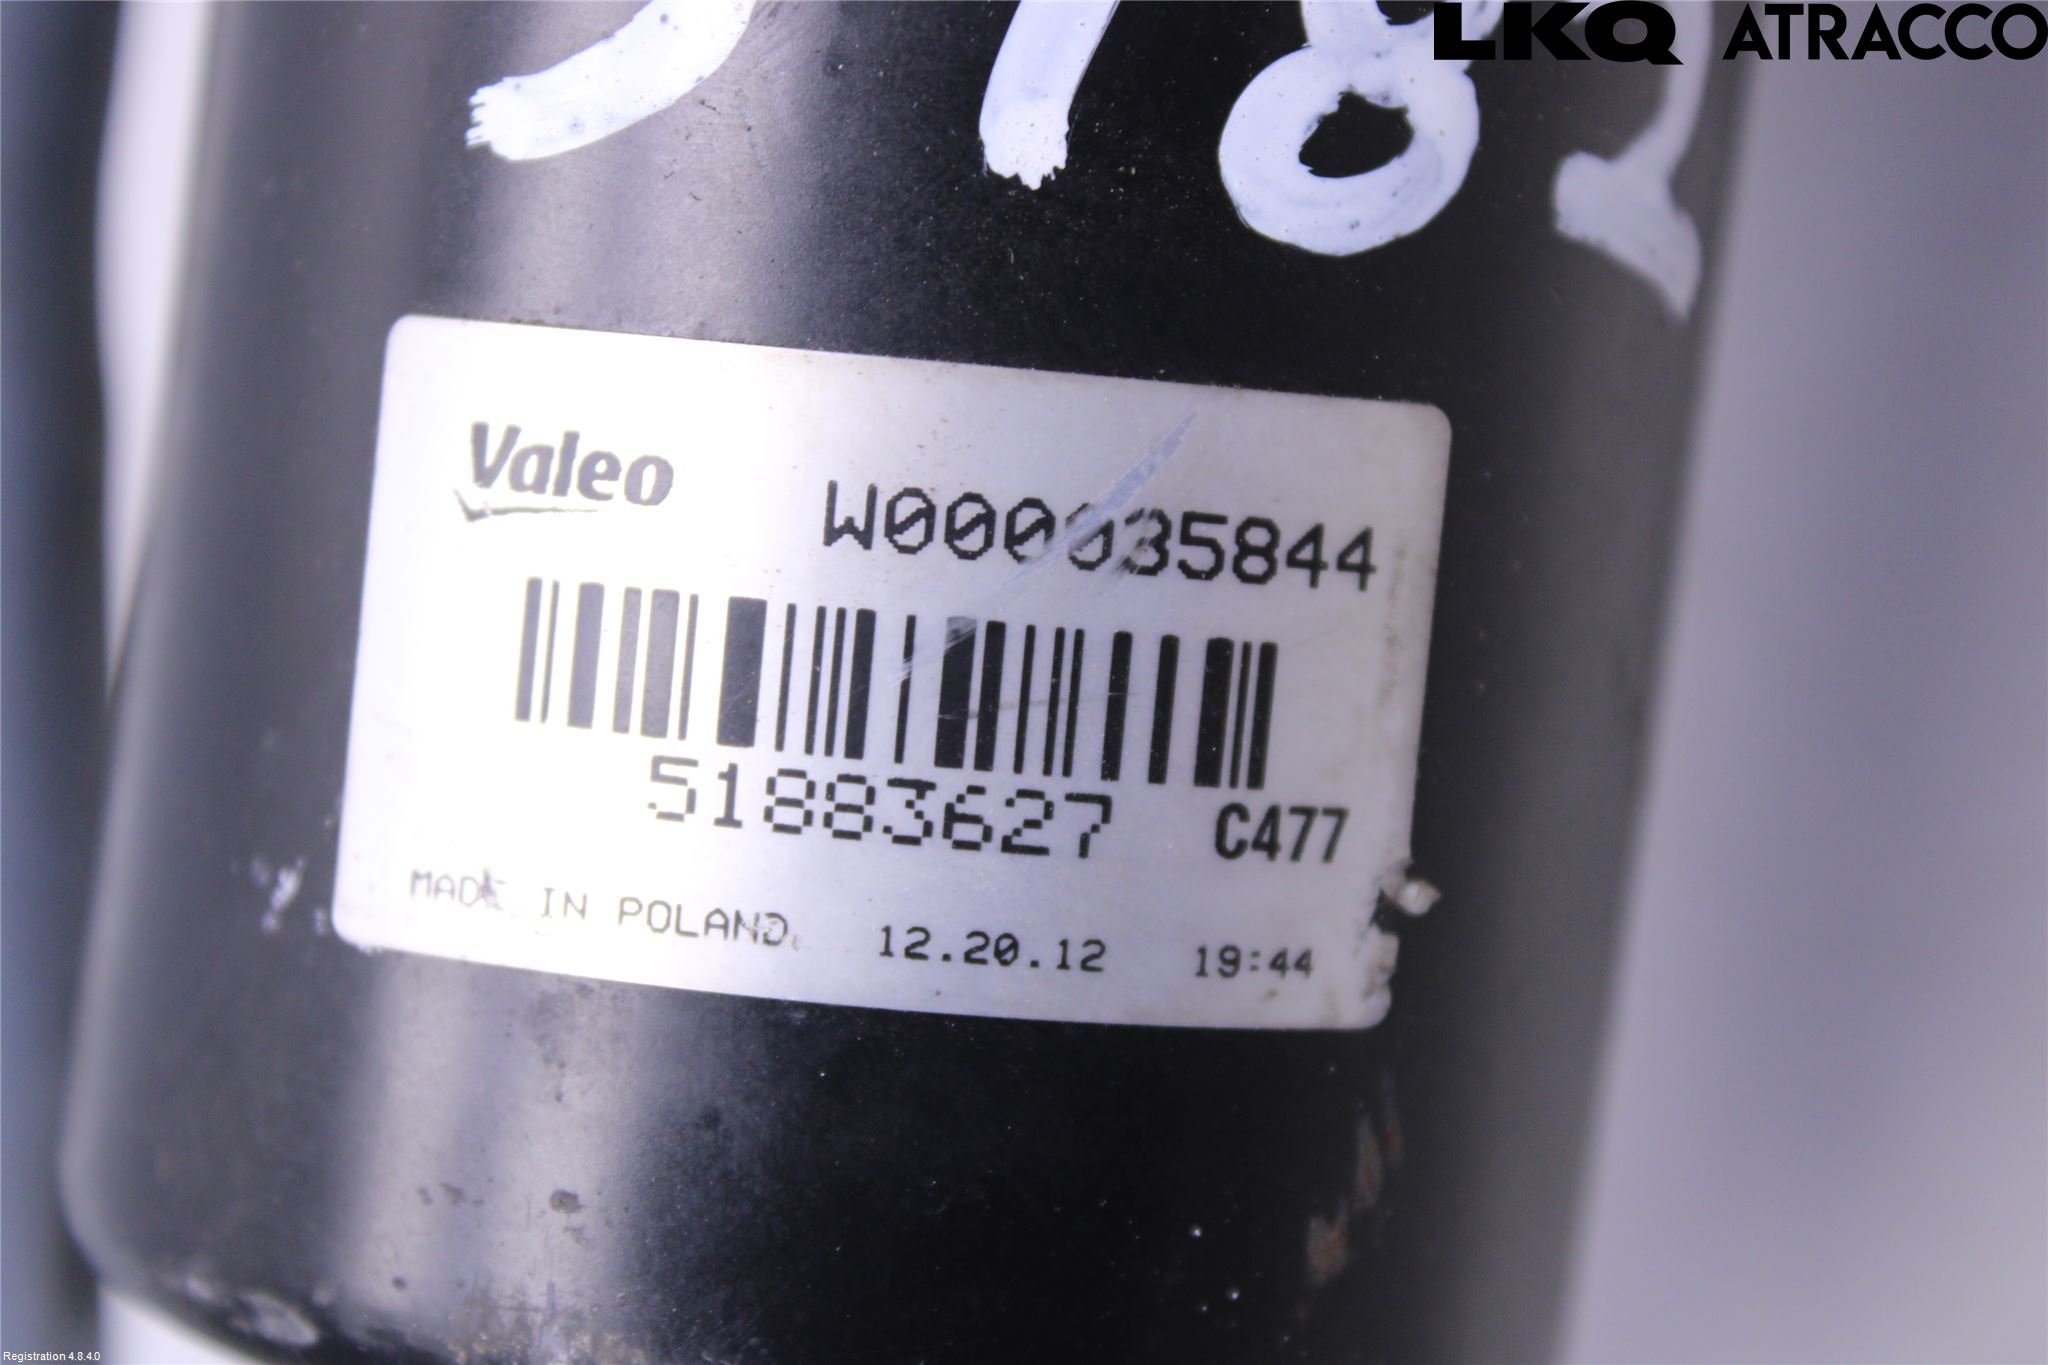 LKQ ATRACCO
Valeo
W000035844
51883627 C477
MADE IN POLAND. 12.20.12 19:44
Registration 4.8.4.0